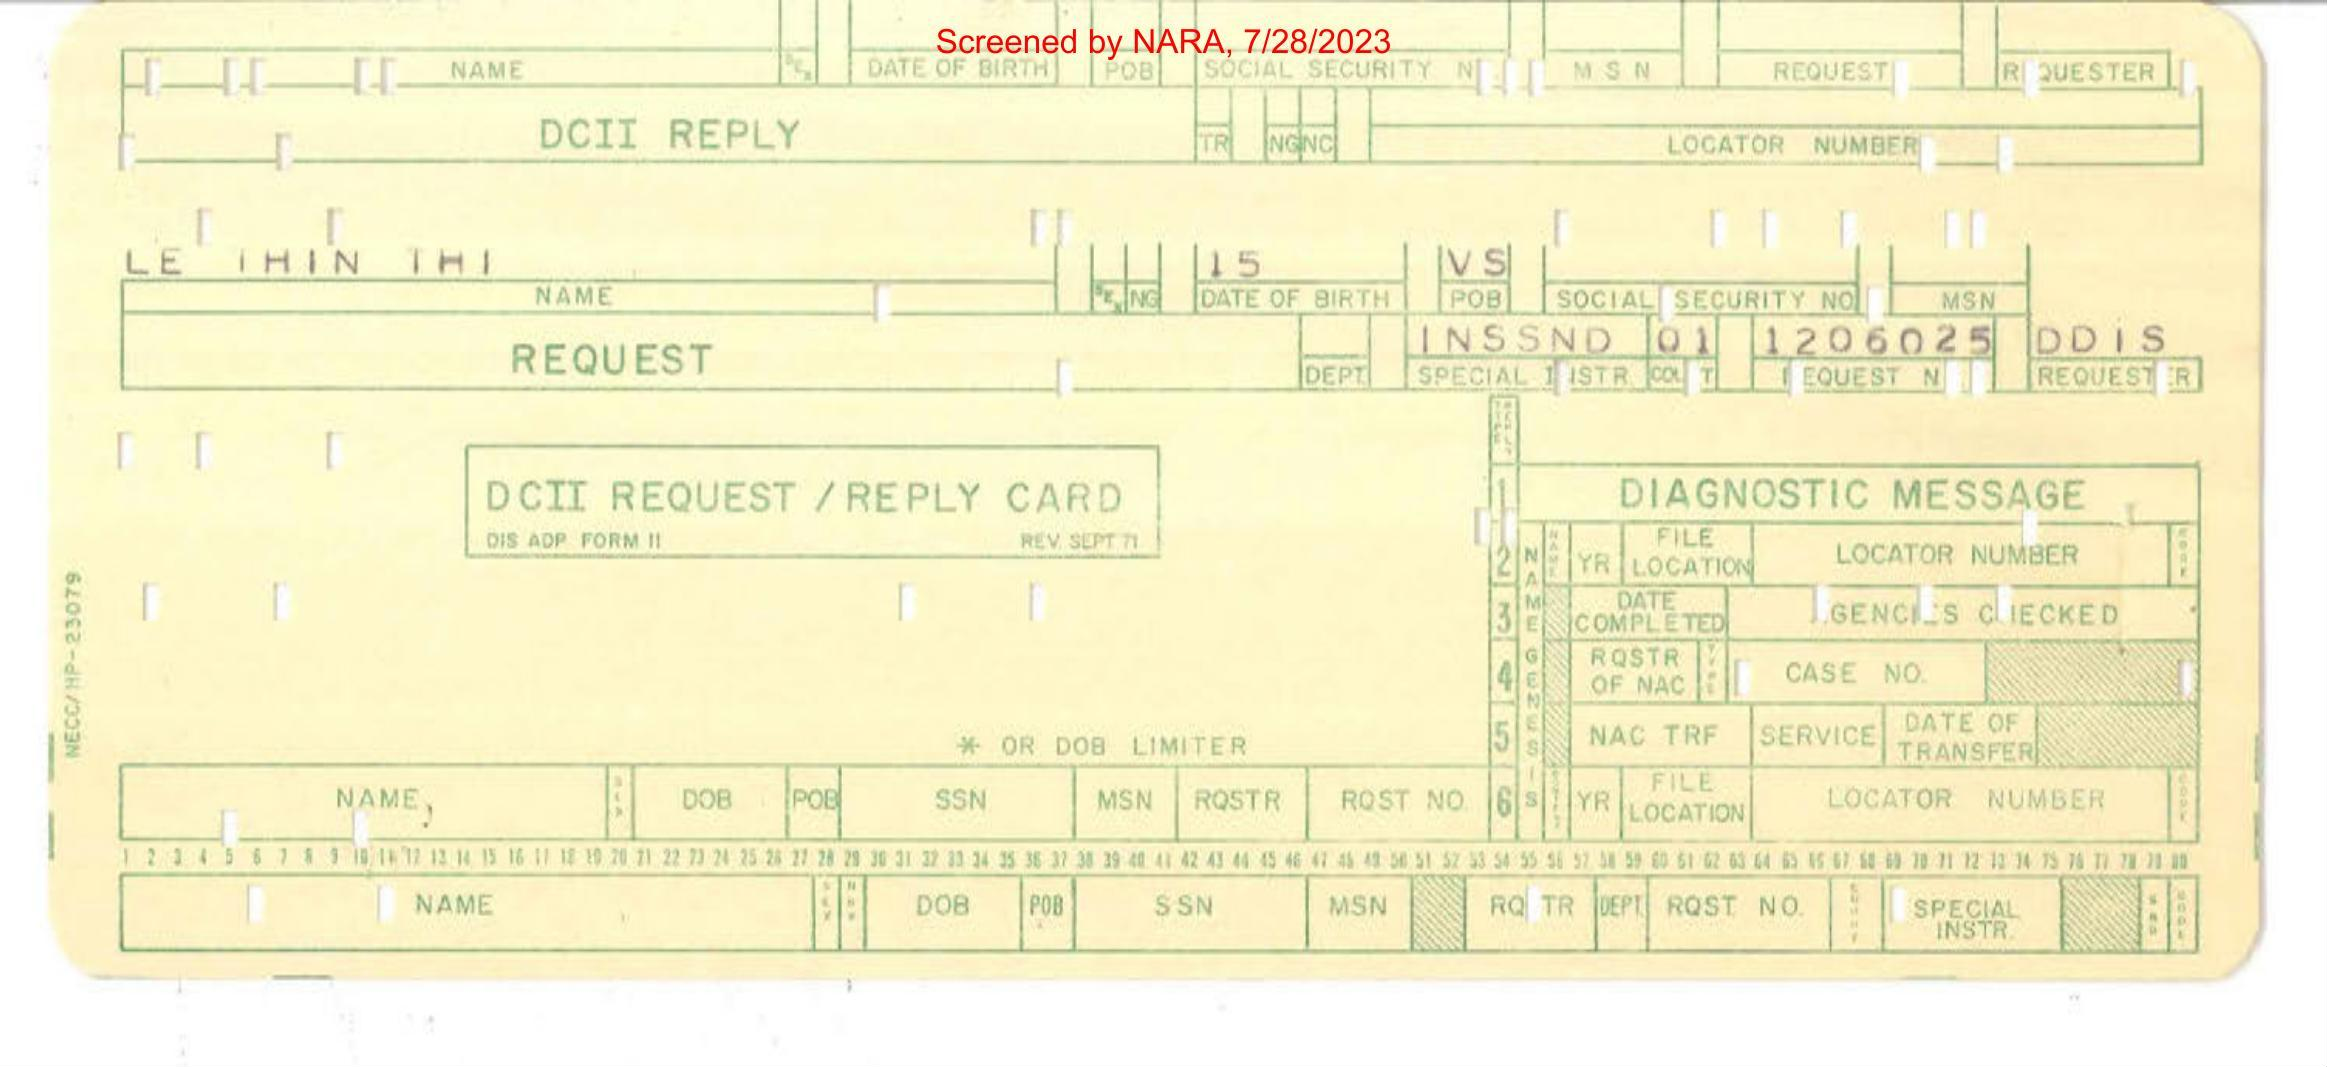 Screened by NARA, 7/28/2023
NAME SEX DATE OF BIRTH POB SOCIAL SECURITY N M S N REQUEST REQUESTER
DCII REPLY TR NG NC LOCATOR NUMBER
LE THIN THI 15 VS
NAME SEX NG DATE OF BIRTH POB SOCIAL SECURITY NO MSN
INSSND 01 1206025 DDIS
REQUEST DEPT. SPECIAL INSTR. COUNT REQUEST N REQUESTER
REPLY TYPE
DCII REQUEST / REPLY CARD
DIS ADP FORM 11 REV. SEPT 71
NECC/HP-23079
1 DIAGNOSTIC MESSAGE
NAME GENESIS
2 YR FILE LOCATION LOCATOR NUMBER CODE
3 DATE COMPLETED AGENCIES CHECKED
4 RQSTR OF NAC TYPE CASE NO.
5 NAC TRF SERVICE DATE OF TRANSFER
* OR DOB LIMITER
NAME SEX DOB POB SSN MSN RQSTR RQST NO. 6 YR FILE LOCATION LOCATOR NUMBER CODE
1 2 3 4 5 6 7 8 9 10 11 12 13 14 15 16 17 18 19 20 21 22 23 24 25 26 27 28 29 30 31 32 33 34 35 36 37 38 39 40 41 42 43 44 45 46 47 48 49 50 51 52 53 54 55 56 57 58 59 60 61 62 63 64 65 66 67 68 69 70 71 72 73 74 75 76 77 78 79 80
NAME SEX DOB POB SSN MSN RQSTR DEPT. RQST NO. COUNT SPECIAL INSTR. CODE